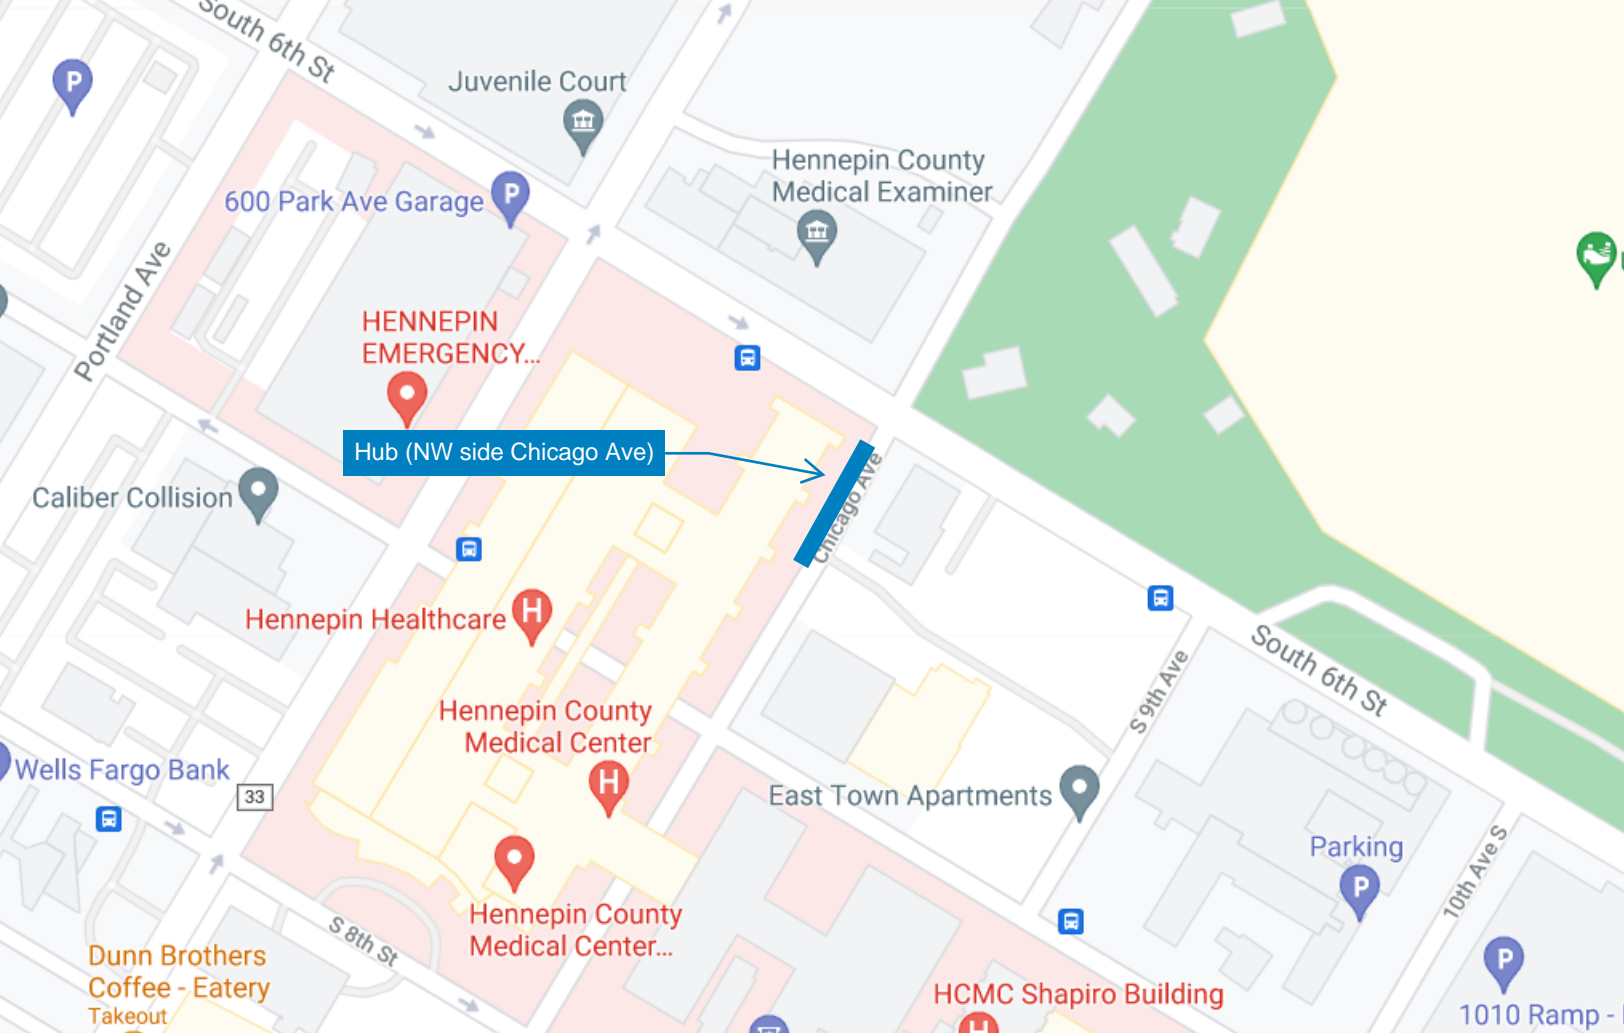 South 6th St
P
Juvenile Court
Hennepin County
Medical Examiner
600 Park Ave Garage
P
Portland Ave
HENNEPIN
EMERGENCY...
Hub (NW side Chicago Ave)
Chicago Ave
Caliber Collision
Hennepin Healthcare
H
South 6th St
S 9th Ave
Hennepin County
Medical Center
H
Wells Fargo Bank
33
East Town Apartments
Parking
P
10th Ave S
Hennepin County
Medical Center...
S 8th St
Dunn Brothers
Coffee - Eatery
Takeout
HCMC Shapiro Building
H
P
1010 Ramp -